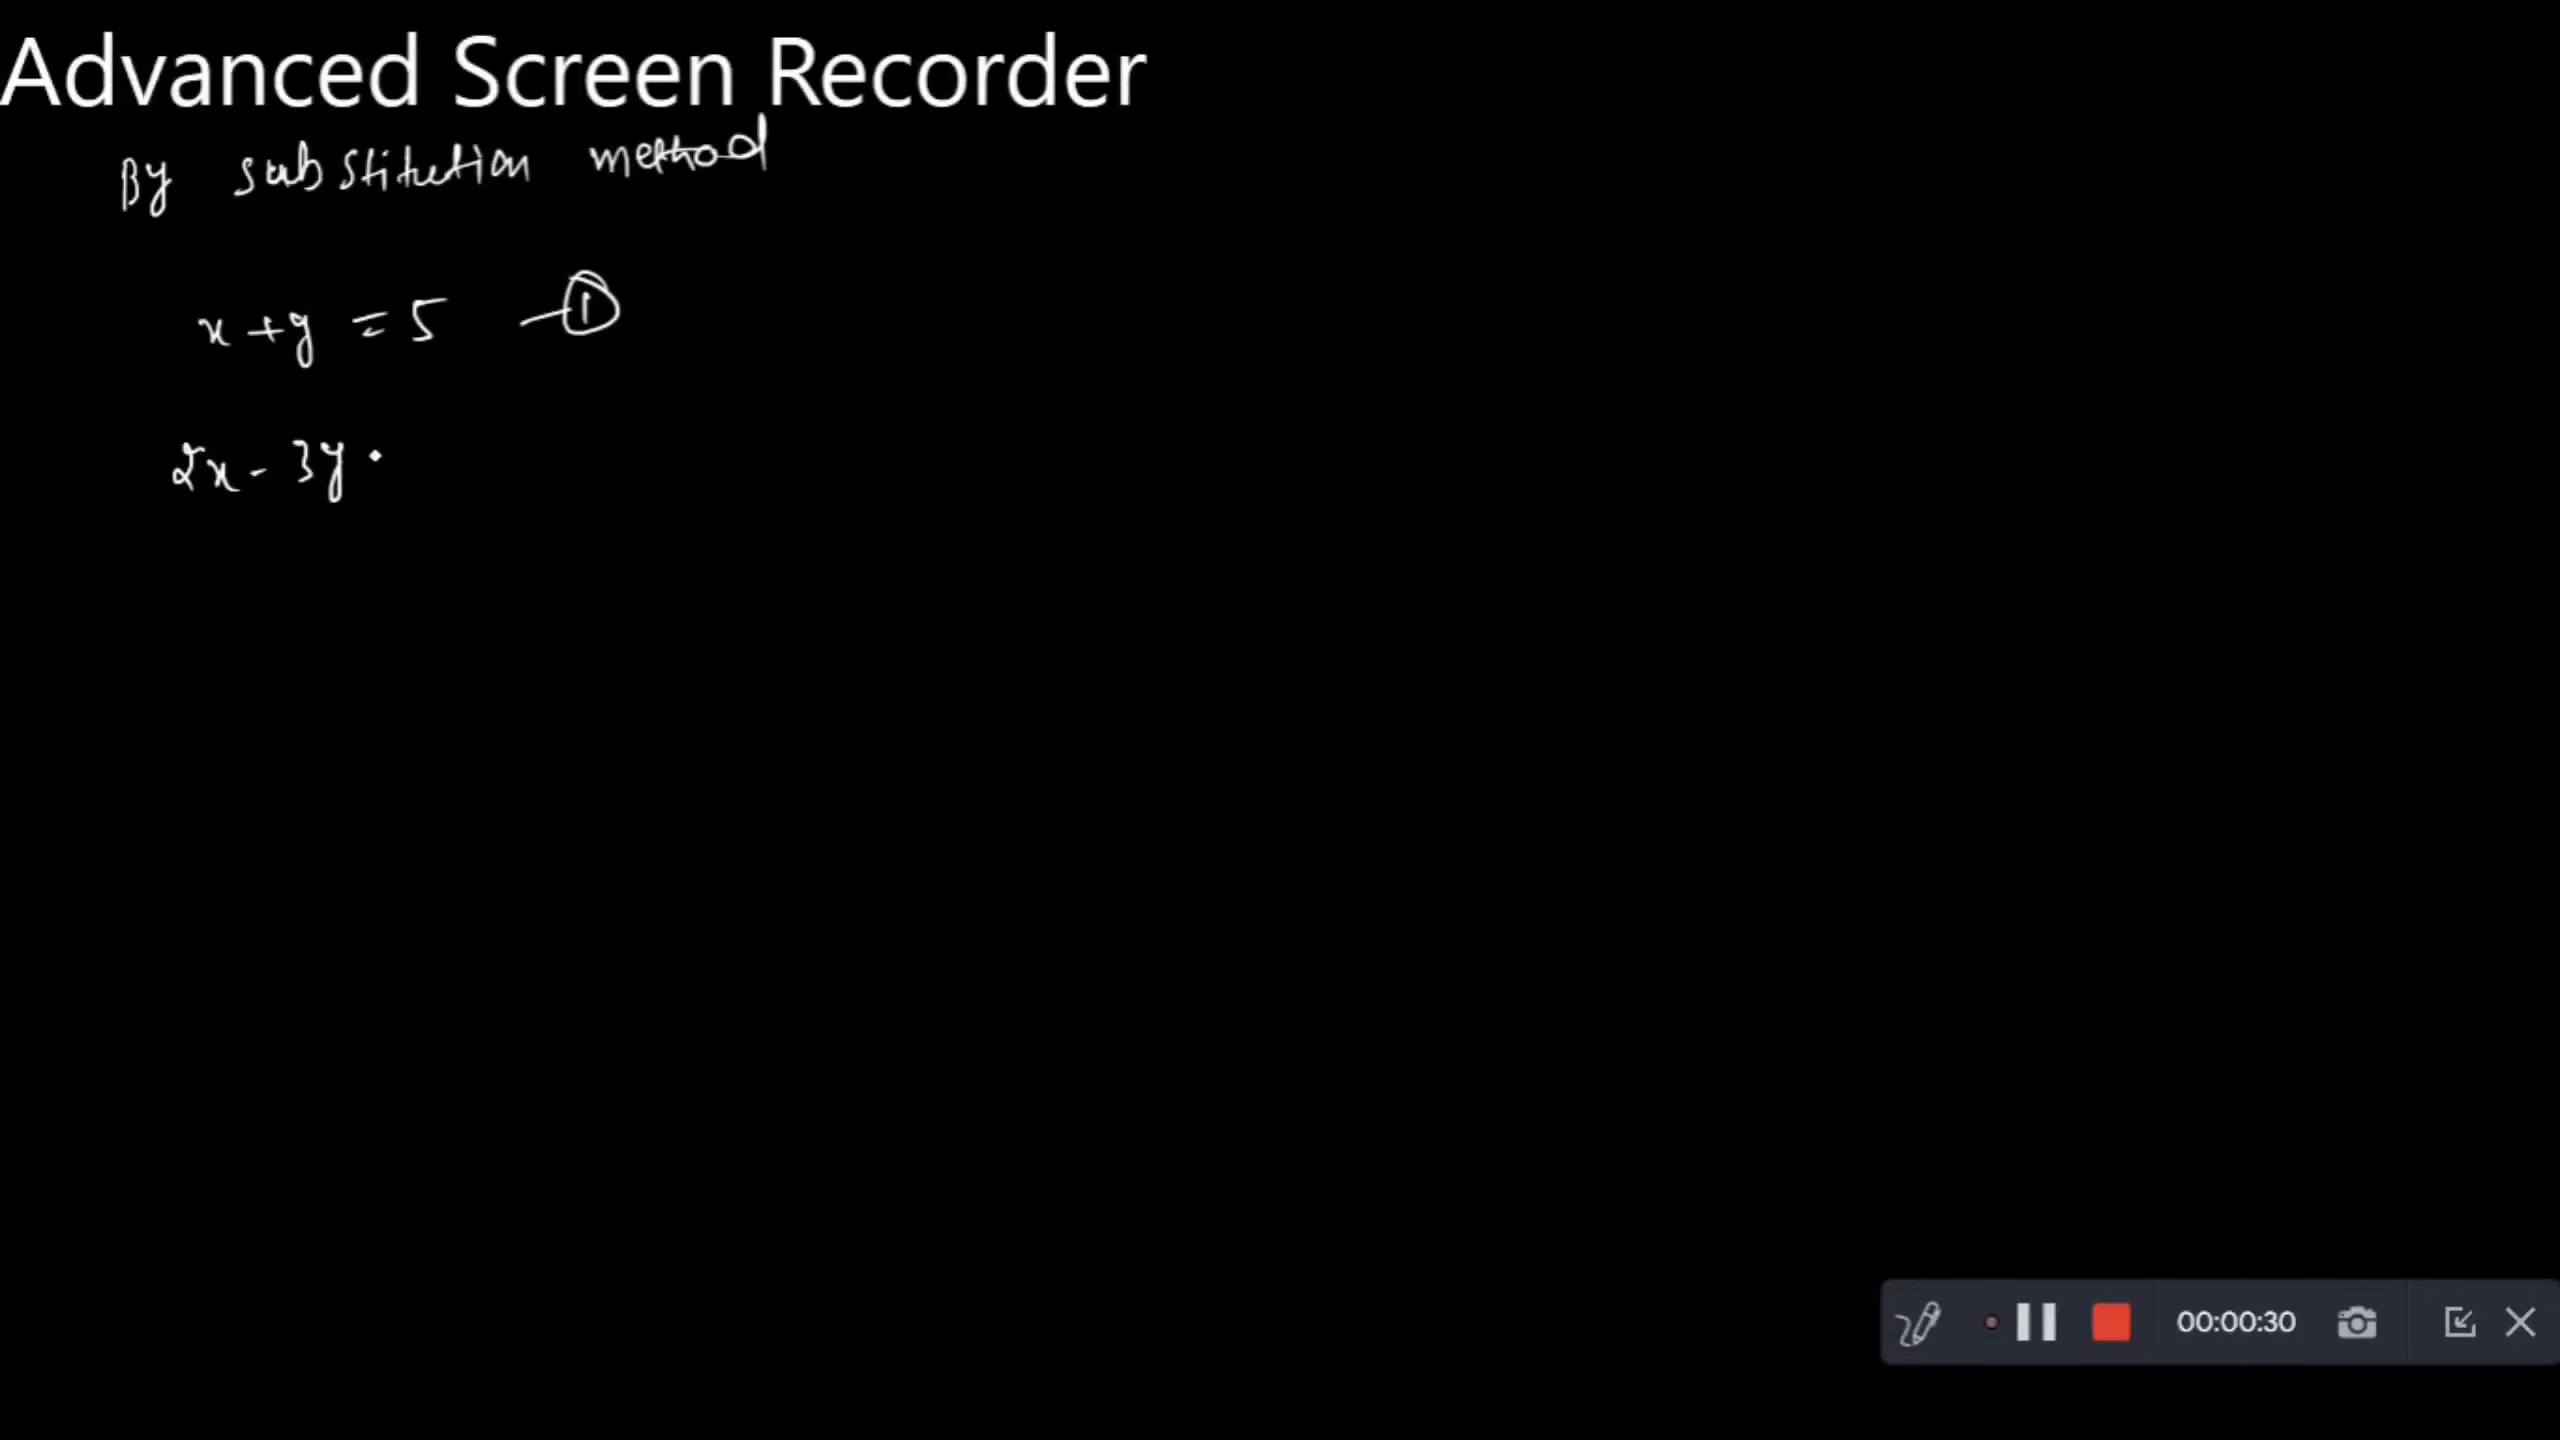 Advanced Screen Recorder
By substitution method
x + y = 5 — ①
2x - 3y
00:00:30